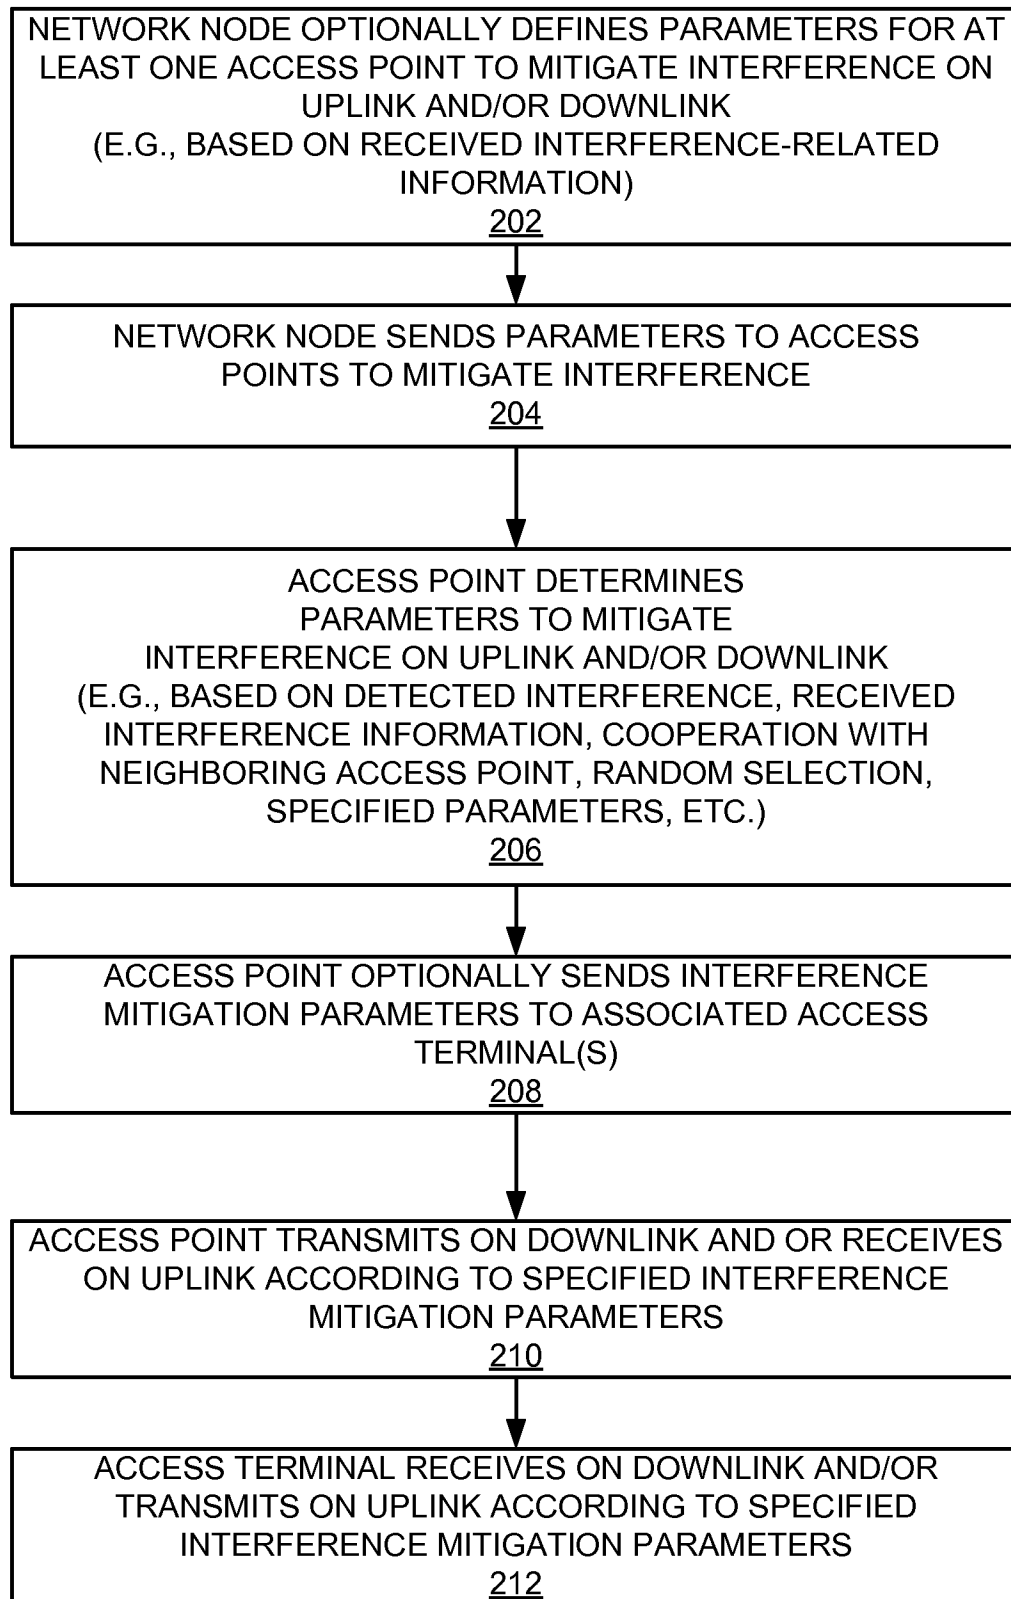 NETWORK NODE OPTIONALLY DEFINES PARAMETERS FOR AT
LEAST ONE ACCESS POINT TO MITIGATE INTERFERENCE ON
UPLINK AND/OR DOWNLINK
(E.G., BASED ON RECEIVED INTERFERENCE-RELATED
INFORMATION)
202
NETWORK NODE SENDS PARAMETERS TO ACCESS
POINTS TO MITIGATE INTERFERENCE
204
ACCESS POINT DETERMINES
PARAMETERS TO MITIGATE
INTERFERENCE ON UPLINK AND/OR DOWNLINK
(E.G., BASED ON DETECTED INTERFERENCE, RECEIVED
INTERFERENCE INFORMATION, COOPERATION WITH
NEIGHBORING ACCESS POINT, RANDOM SELECTION,
SPECIFIED PARAMETERS, ETC.)
206
ACCESS POINT OPTIONALLY SENDS INTERFERENCE
MITIGATION PARAMETERS TO ASSOCIATED ACCESS
TERMINAL(S)
208
ACCESS POINT TRANSMITS ON DOWNLINK AND OR RECEIVES
ON UPLINK ACCORDING TO SPECIFIED INTERFERENCE
MITIGATION PARAMETERS
210
ACCESS TERMINAL RECEIVES ON DOWNLINK AND/OR
TRANSMITS ON UPLINK ACCORDING TO SPECIFIED
INTERFERENCE MITIGATION PARAMETERS
212